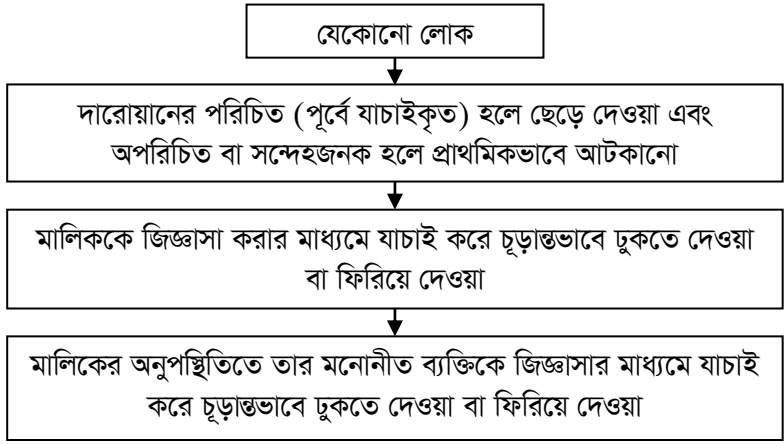 যেকোনো লোক
দারোয়ানের পরিচিত (পূর্বে যাচাইকৃত) হলে ছেড়ে দেওয়া এবং
অপরিচিত বা সন্দেহজনক হলে প্রাথমিকভাবে আটকানো
মালিককে জিজ্ঞাসা করার মাধ্যমে যাচাই করে চূড়ান্তভাবে ঢুকতে দেওয়া
বা ফিরিয়ে দেওয়া
মালিকের অনুপস্থিতিতে তার মনোনীত ব্যক্তিকে জিজ্ঞাসার মাধ্যমে যাচাই
করে চূড়ান্তভাবে ঢুকতে দেওয়া বা ফিরিয়ে দেওয়া